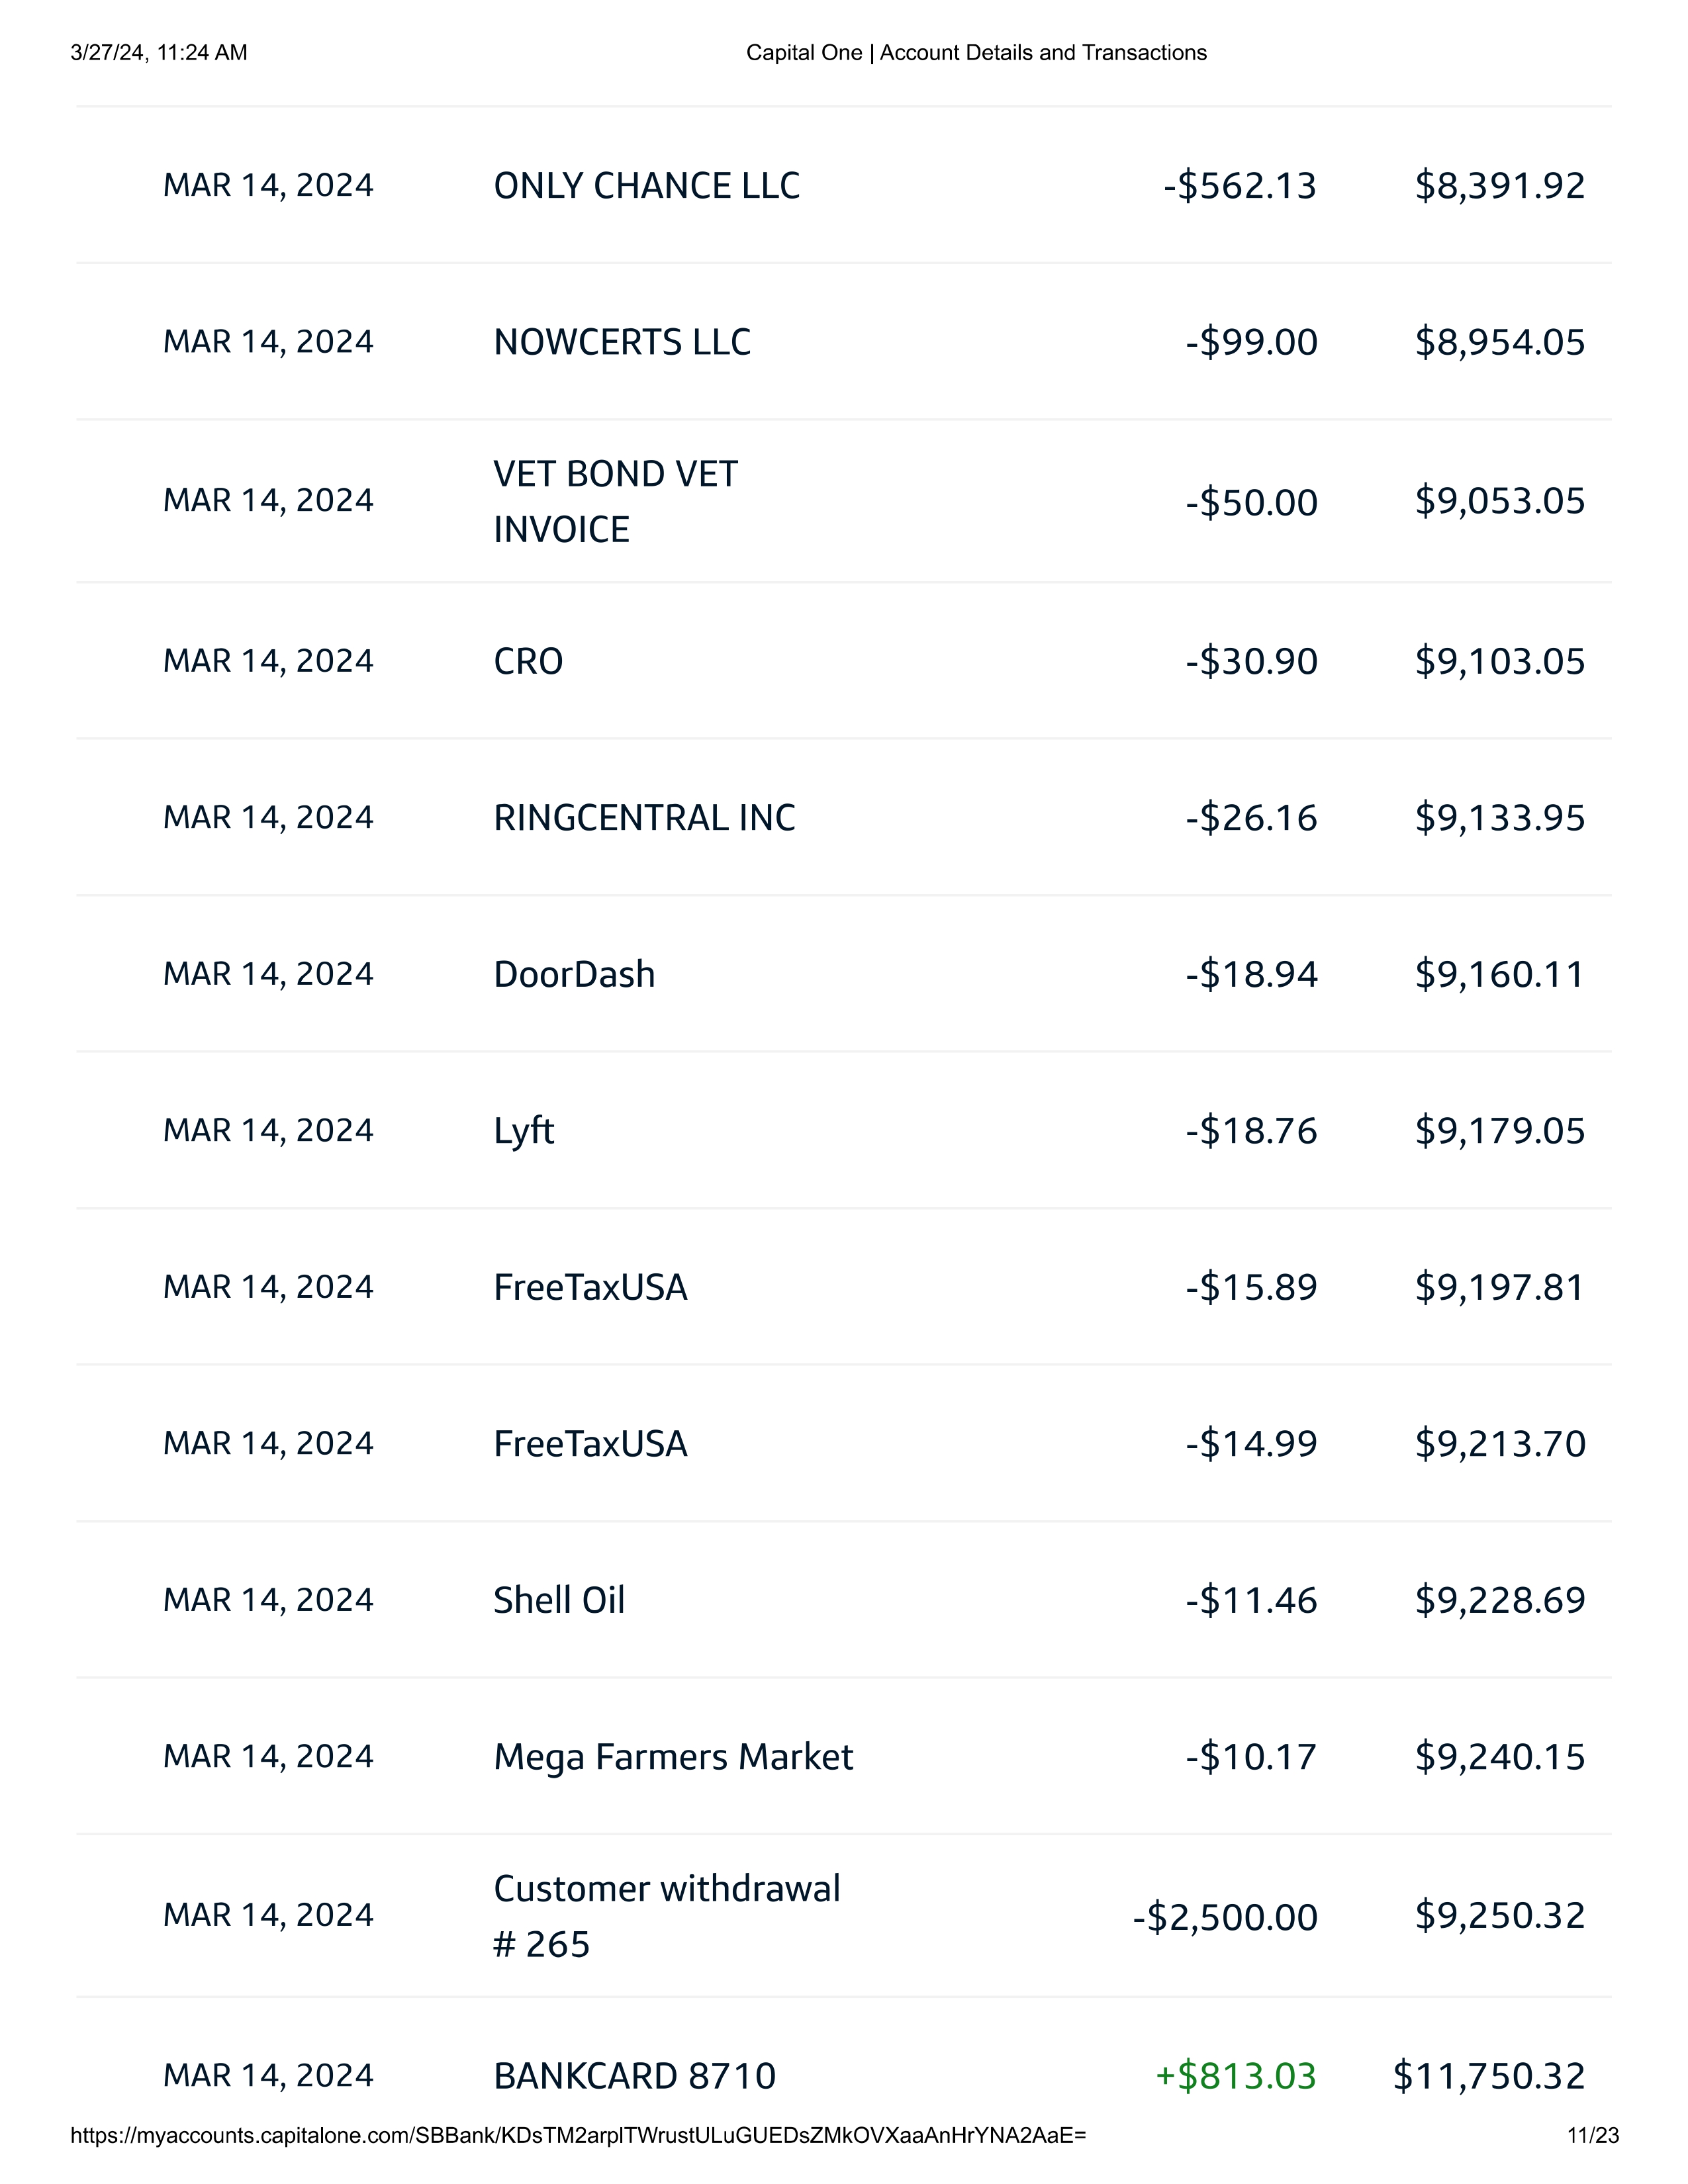 3/27/24, 11:24 AM Capital One | Account Details and Transactions
MAR 14, 2024 ONLY CHANCE LLC -$562.13 $8,391.92
MAR 14, 2024 NOWCERTS LLC -$99.00 $8,954.05
VET BOND VET
MAR 14, 2024 -$50.00 $9,053.05
INVOICE
MAR 14, 2024 CRO -$30.90 $9,103.05
MAR 14, 2024 RINGCENTRAL INC -$26.16 $9,133.95
MAR 14, 2024 DoorDash -$18.94 $9,160.11
MAR 14, 2024 Lyft -$18.76 $9,179.05
MAR 14, 2024 FreeTaxUSA -$15.89 $9,197.81
MAR 14, 2024 FreeTaxUSA -$14.99 $9,213.70
MAR 14, 2024 Shell Oil -$11.46 $9,228.69
MAR 14, 2024 Mega Farmers Market -$10.17 $9,240.15
Customer withdrawal
MAR 14, 2024 -$2,500.00 $9,250.32
# 265
MAR 14, 2024 BANKCARD 8710 +$813.03 $11,750.32
https://myaccounts.capitalone.com/SBBank/KDsTM2arpITWrustULuGUEDsZMkOVXaaAnHrYNA2AaE= 11/23